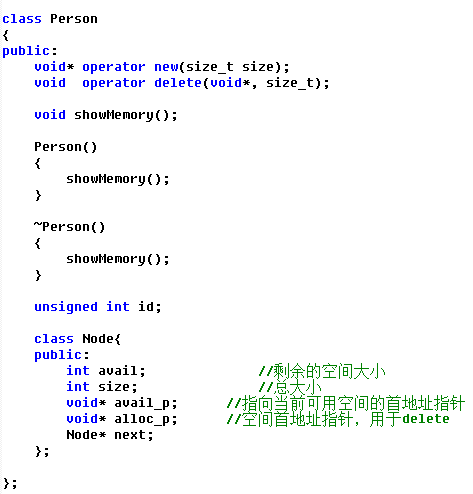 class Person
{
public:
    void* operator new(size_t size);
    void  operator delete(void*, size_t);
    void showMemory();
    Person()
    {
        showMemory();
    }
    ~Person()
    {
        showMemory();
    }
    unsigned int id;
    class Node{
    public:
        int avail;              //剩余的空间大小
        int size;               //总大小
        void* avail_p;      //指向当前可用空间的首地址指针
        void* alloc_p;      //空间首地址指针，用于delete
        Node* next;
    };
};